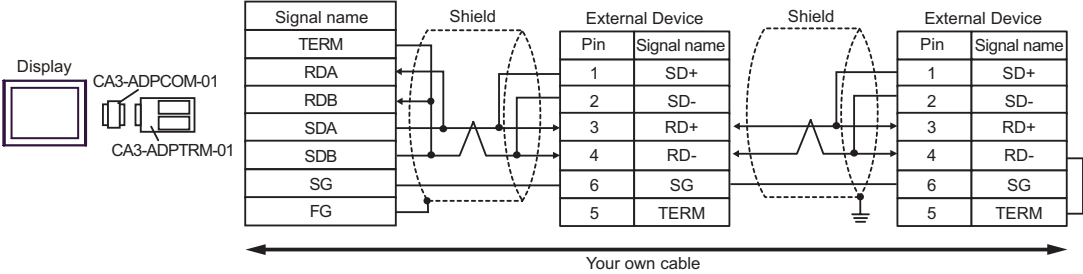 Display
CA3-ADPCOM-01
CA3-ADPTRM-01
Signal name
TERM
RDA
RDB
SDA
SDB
SG
FG
Shield
External Device
Pin Signal name
1 SD+
2 SD-
3 RD+
4 RD-
6 SG
5 TERM
Shield
External Device
Pin Signal name
1 SD+
2 SD-
3 RD+
4 RD-
6 SG
5 TERM
Your own cable